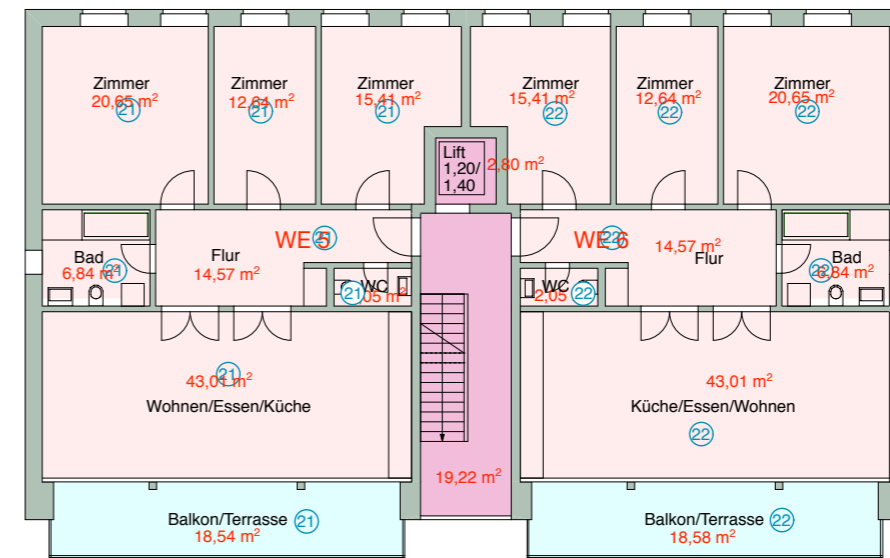 Zimmer
20,65 m²
21
Zimmer
12,64 m²
21
Zimmer
15,41 m²
21
Zimmer
15,41 m²
22
Zimmer
12,64 m²
22
Zimmer
20,65 m²
22
Lift
1,20/
1,40
2,80 m²
Bad
6,84 m²
21
Flur
14,57 m²
WE 5
21
WC
21
WE 6
22
14,57 m²
Flur
WC
2,05
22
Bad
6,84 m²
22
43,01 m²
21
Wohnen/Essen/Küche
43,01 m²
Küche/Essen/Wohnen
22
19,22 m²
Balkon/Terrasse 21
18,54 m²
Balkon/Terrasse 22
18,58 m²